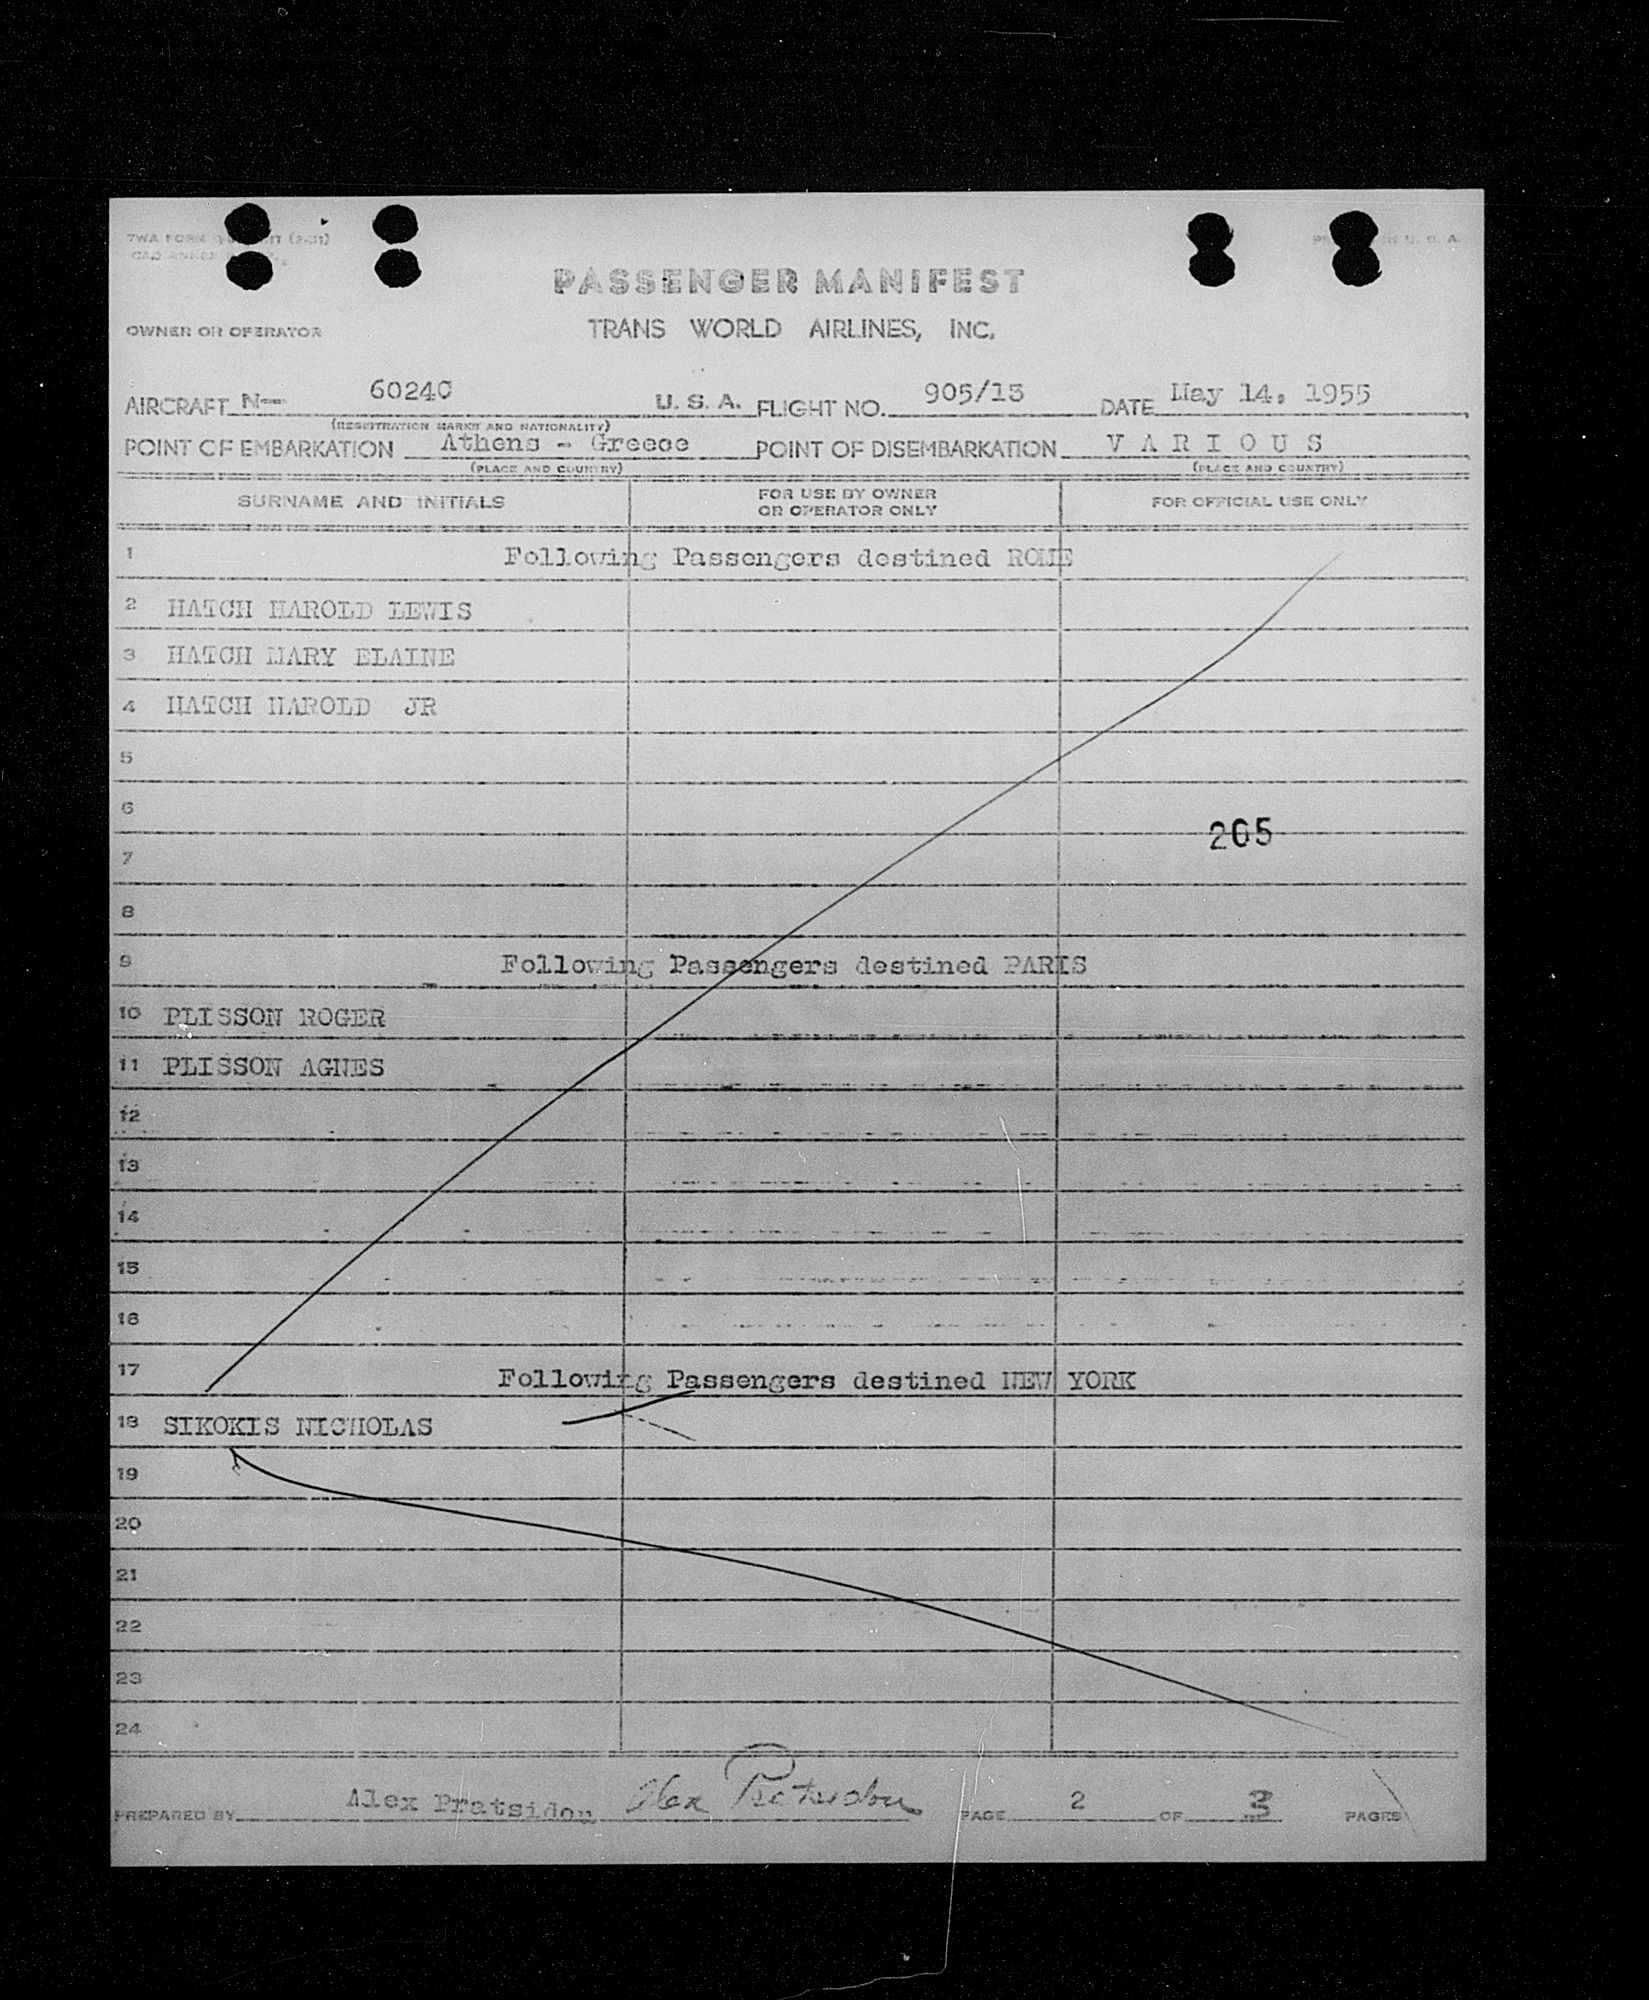 TWA FORM
PASSENGER MANIFEST
OWNER OR OPERATOR
TRANS WORLD AIRLINES, INC.
AIRCRAFT N-- 60240 U. S. A. FLIGHT NO. 905/13 DATE May 14, 1955
(REGISTRATION MARKS AND NATIONALITY)
POINT OF EMBARKATION Athens - Greece POINT OF DISEMBARKATION V A R I O U S
(PLACE AND COUNTRY) (PLACE AND COUNTRY)
SURNAME AND INITIALS FOR USE BY OWNER OR OPERATOR ONLY FOR OFFICIAL USE ONLY
1 Following Passengers destined ROME
2 HATCH HAROLD LEWIS
3 HATCH MARY ELAINE
4 HATCH HAROLD JR
5
6
205
7
8
9 Following Passengers destined PARIS
10 PLISSON ROGER
11 PLISSON AGNES
12
13
14
15
16
17 Following Passengers destined NEW YORK
18 SIKOKIS NICHOLAS
19
20
21
22
23
24
PREPARED BY Alex Pratsidou Alex Pratsidou PAGE 2 OF 3 PAGES